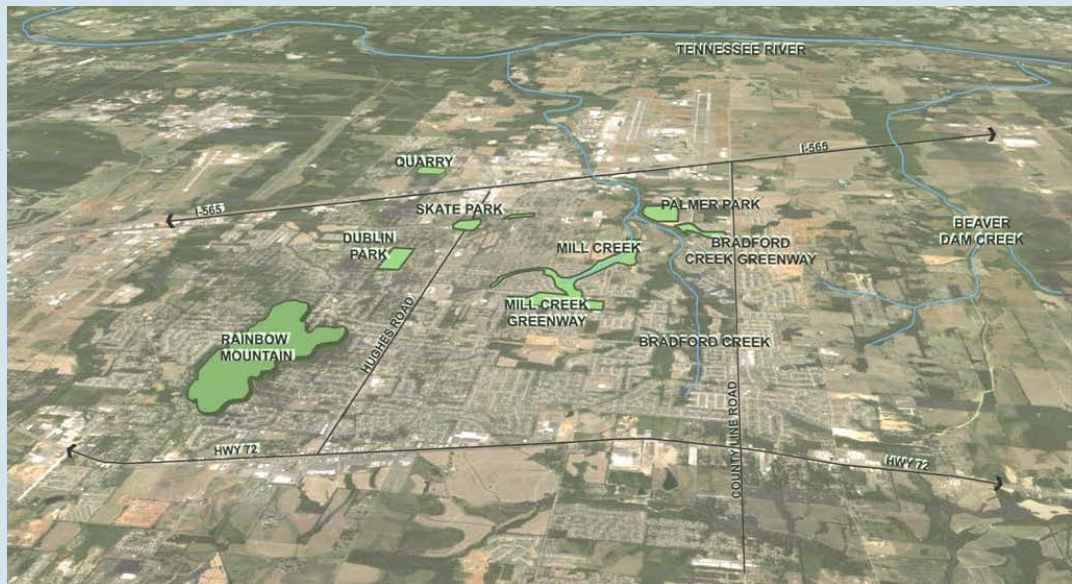 TENNESSEE RIVER
I-565
QUARRY
I-565
SKATE PARK
PALMER PARK
DUBLIN
PARK
MILL CREEK
BRADFORD
CREEK GREENWAY
BEAVER
DAM CREEK
MILL CREEK
GREENWAY
RAINBOW
MOUNTAIN
HUGHES ROAD
BRADFORD CREEK
COUNTY LINE ROAD
HWY 72
HWY 72